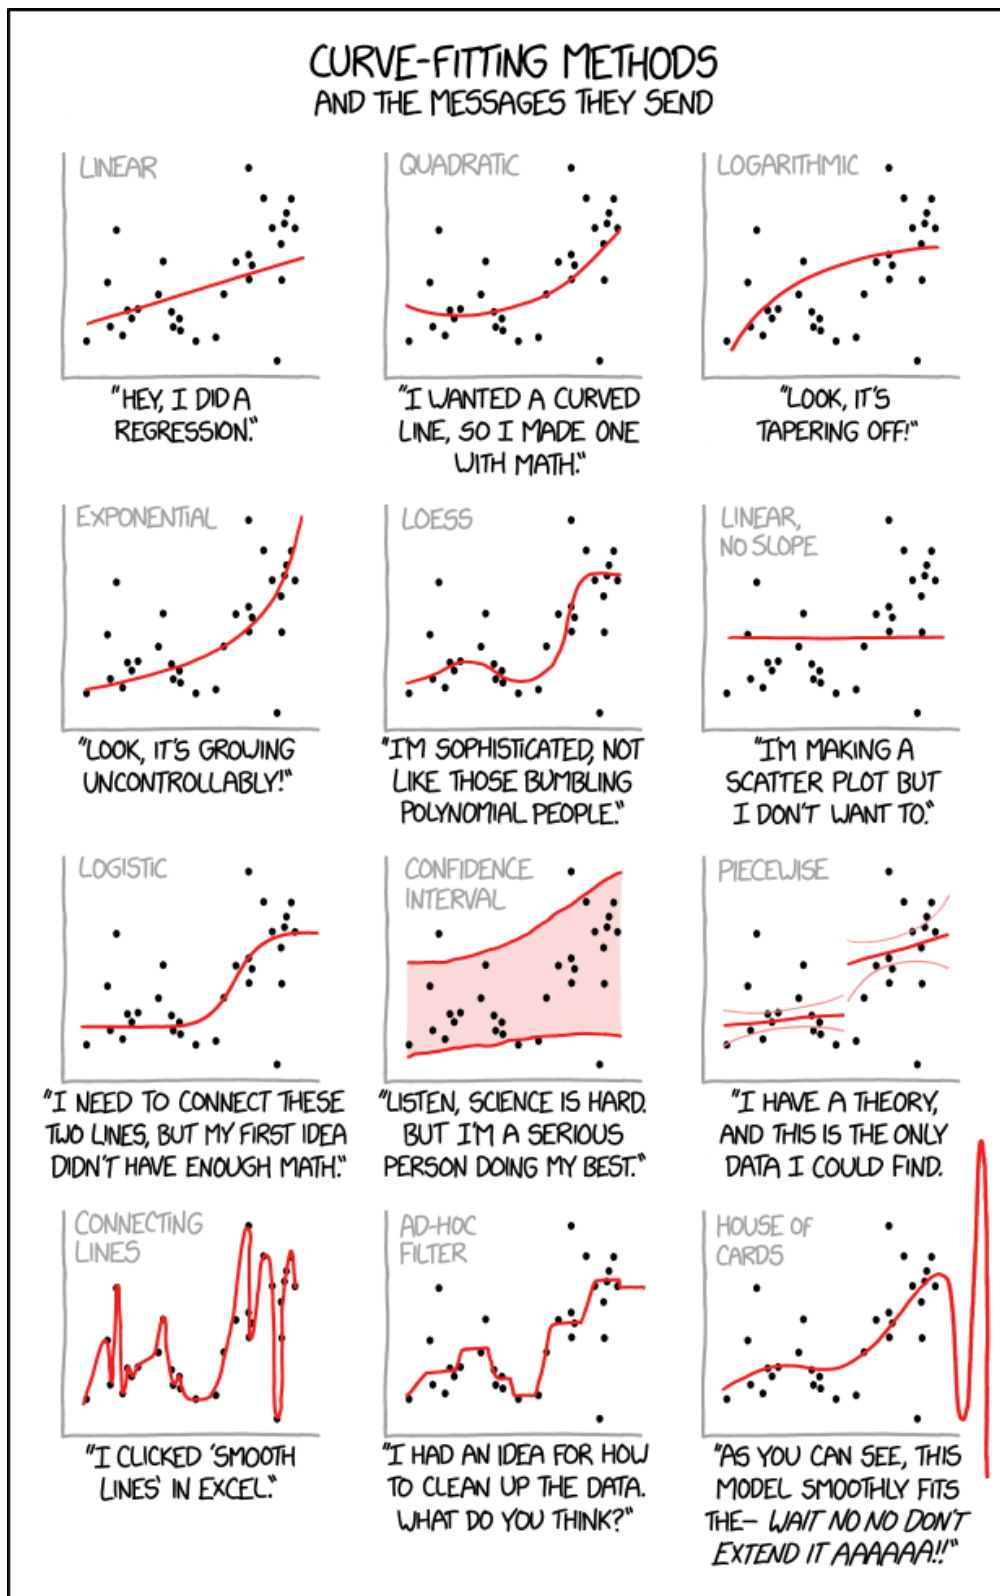 CURVE-FITTING METHODS
AND THE MESSAGES THEY SEND
LINEAR
"HEY, I DID A
REGRESSION."
QUADRATIC
"I WANTED A CURVED
LINE, SO I MADE ONE
WITH MATH."
LOGARITHMIC
"LOOK, IT'S
TAPERING OFF!"
EXPONENTIAL
"LOOK, IT'S GROWING
UNCONTROLLABLY!"
LOESS
"I'M SOPHISTICATED, NOT
LIKE THOSE BUMBLING
POLYNOMIAL PEOPLE."
LINEAR,
NO SLOPE
"I'M MAKING A
SCATTER PLOT BUT
I DON'T WANT TO."
LOGISTIC
"I NEED TO CONNECT THESE
TWO LINES, BUT MY FIRST IDEA
DIDN'T HAVE ENOUGH MATH."
CONFIDENCE
INTERVAL
"LISTEN, SCIENCE IS HARD.
BUT I'M A SERIOUS
PERSON DOING MY BEST."
PIECEWISE
"I HAVE A THEORY,
AND THIS IS THE ONLY
DATA I COULD FIND.
CONNECTING
LINES
"I CLICKED 'SMOOTH
LINES' IN EXCEL."
AD-HOC
FILTER
"I HAD AN IDEA FOR HOW
TO CLEAN UP THE DATA.
WHAT DO YOU THINK?"
HOUSE OF
CARDS
"AS YOU CAN SEE, THIS
MODEL SMOOTHLY FITS
THE- WAIT NO NO DON'T
EXTEND IT AAAAAA!!"